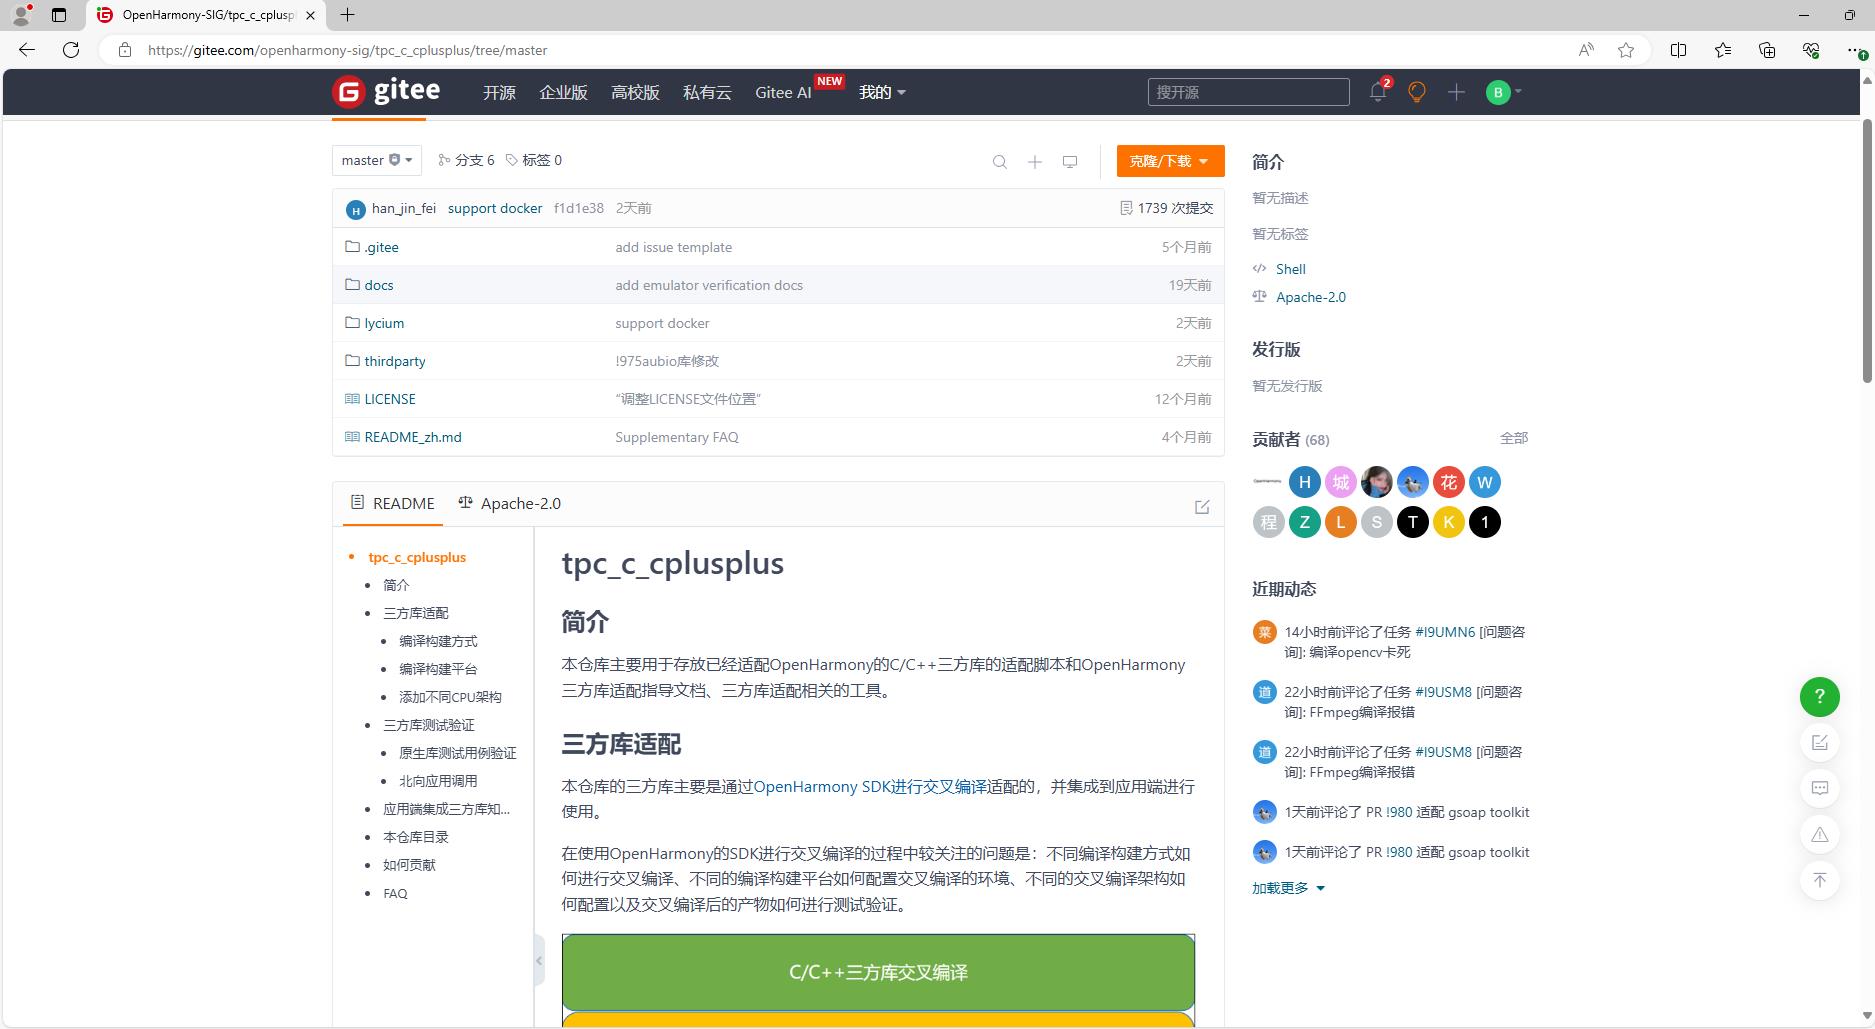 OpenHarmony-SIG/tpc_c_cplusp
https://gitee.com/openharmony-sig/tpc_c_cplusplus/tree/master
gitee
开源
企业版
高校版
私有云
Gitee AI
NEW
我的
搜开源
2
B
master
分支 6
标签 0
克隆/下载
H
han_jin_fei
support docker
f1d1e38
2天前
1739 次提交
.gitee
add issue template
5个月前
docs
add emulator verification docs
19天前
lycium
support docker
2天前
thirdparty
!975aubio库修改
2天前
LICENSE
“调整LICENSE文件位置”
12个月前
README_zh.md
Supplementary FAQ
4个月前
README
Apache-2.0
tpc_c_cplusplus
简介
三方库适配
编译构建方式
编译构建平台
添加不同CPU架构
三方库测试验证
原生库测试用例验证
北向应用调用
应用端集成三方库知...
本仓库目录
如何贡献
FAQ
tpc_c_cplusplus
简介
本仓库主要用于存放已经适配OpenHarmony的C/C++三方库的适配脚本和OpenHarmony
三方库适配指导文档、三方库适配相关的工具。
三方库适配
本仓库的三方库主要是通过OpenHarmony SDK进行交叉编译适配的，并集成到应用端进行
使用。
在使用OpenHarmony的SDK进行交叉编译的过程中较关注的问题是：不同编译构建方式如
何进行交叉编译、不同的编译构建平台如何配置交叉编译的环境、不同的交叉编译架构如
何配置以及交叉编译后的产物如何进行测试验证。
C/C++三方库交叉编译
简介
暂无描述
暂无标签
Shell
Apache-2.0
发行版
暂无发行版
贡献者 (68)
全部
OpenHarmony
H
城
花
W
程
Z
L
S
T
K
1
近期动态
菜
14小时前评论了任务 #I9UMN6 [问题咨
询]: 编译opencv卡死
道
22小时前评论了任务 #I9USM8 [问题咨
询]: FFmpeg编译报错
道
22小时前评论了任务 #I9USM8 [问题咨
询]: FFmpeg编译报错
1天前评论了 PR !980 适配 gsoap toolkit
1天前评论了 PR !980 适配 gsoap toolkit
加载更多
?